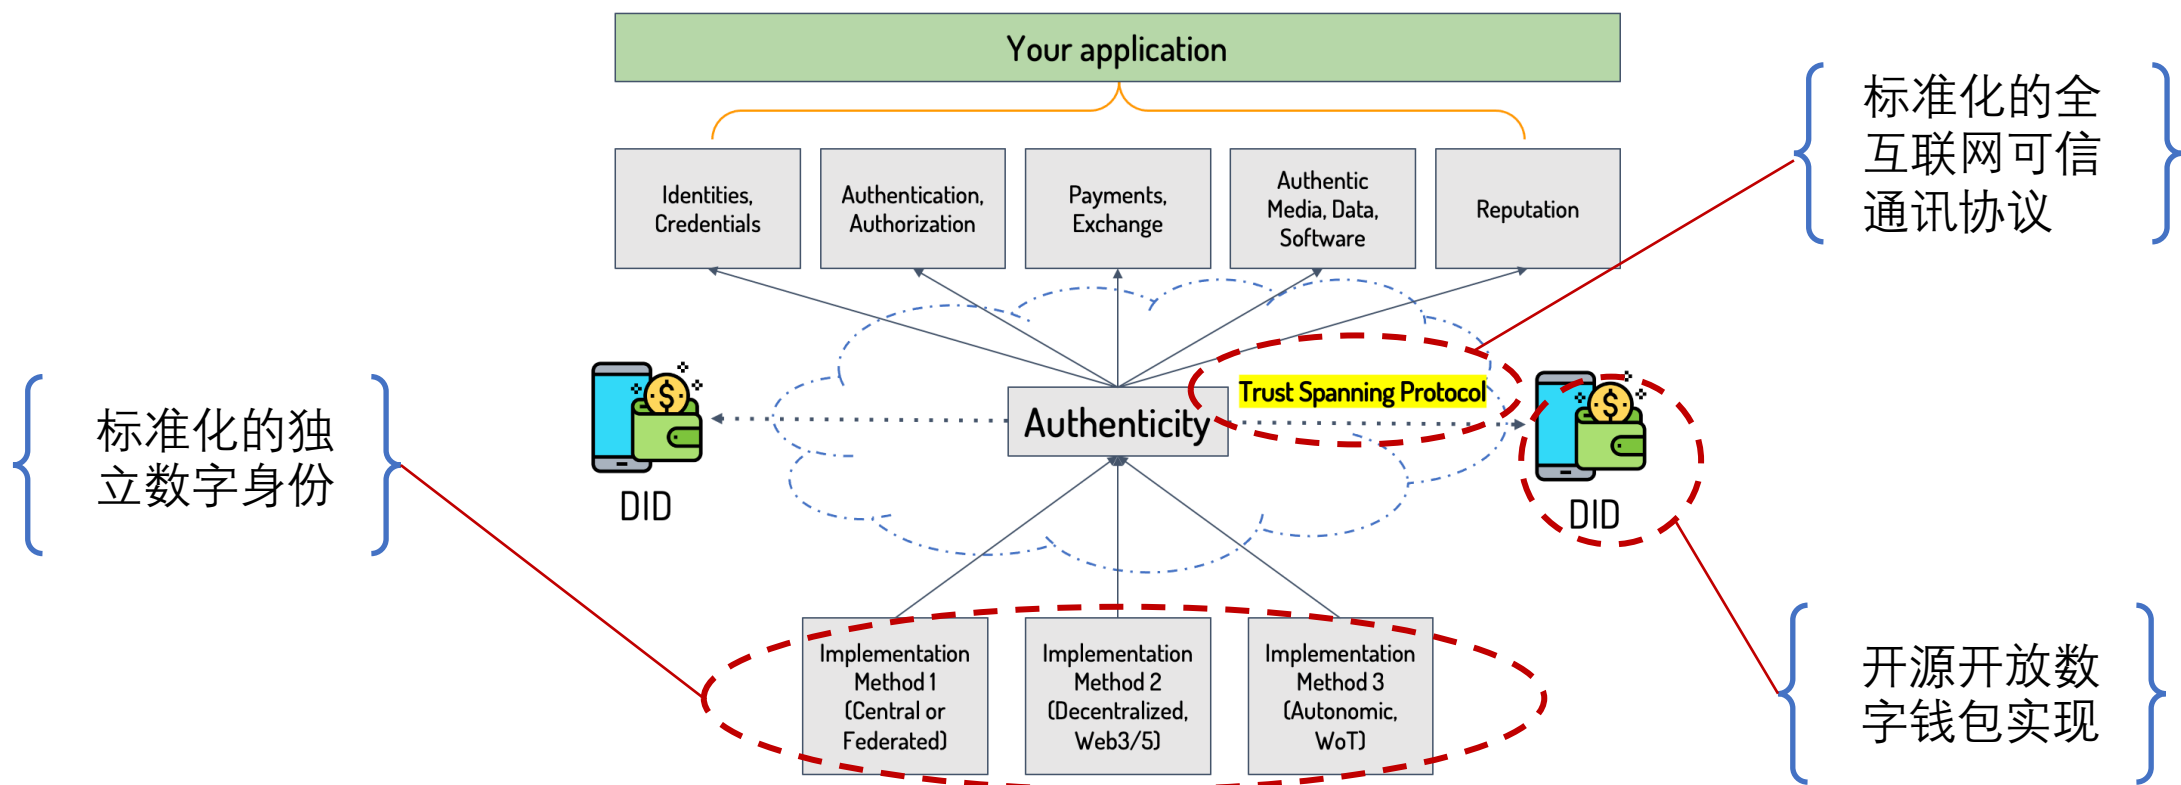 Your application
标准化的全
互联网可信
通讯协议
Identities,
Credentials
Authentication,
Authorization
Payments,
Exchange
Authentic
Media, Data,
Software
Reputation
Trust Spanning Protocol
Authenticity
标准化的独
立数字身份
DID
DID
Implementation
Method 1
(Central or
Federated)
Implementation
Method 2
(Decentralized,
Web3/5)
Implementation
Method 3
(Autonomic,
WoT)
开源开放数
字钱包实现